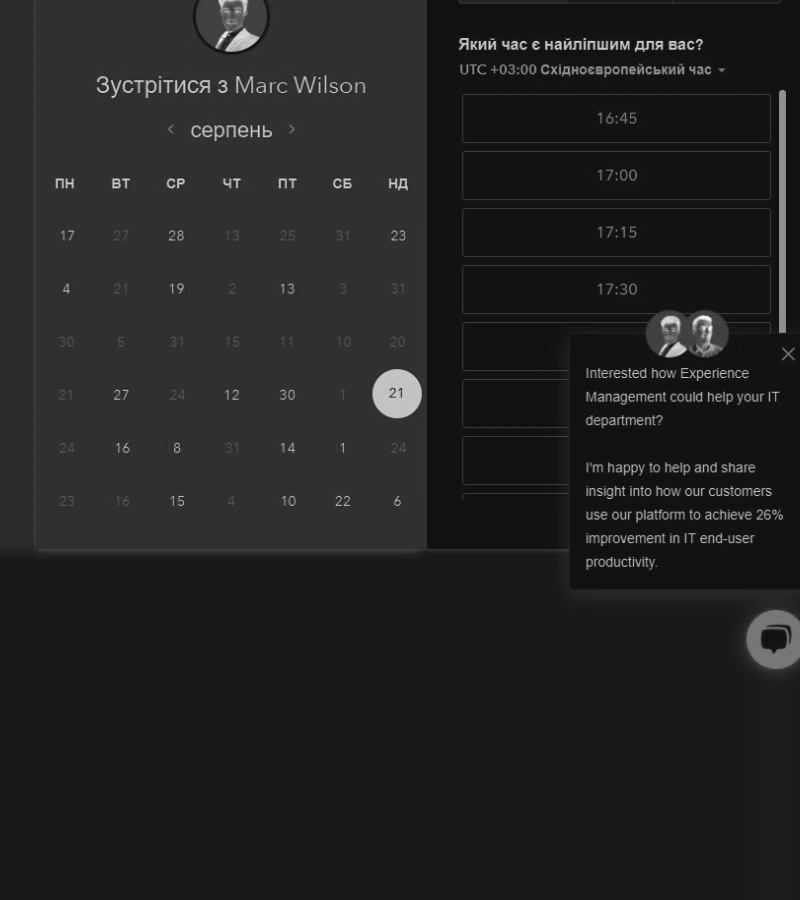 Зустрітися з Marc Wilson
серпень
ПН ВТ СР ЧТ ПТ СБ НД
17 27 28 13 25 31 23
4 21 19 2 13 3 31
30 5 31 15 11 10 20
21 27 24 12 30 1 21
24 16 8 31 14 1 24
23 16 15 4 10 22 6
Який час є найліпшим для вас?
UTC +03:00 Східноєвропейський час
16:45
17:00
17:15
17:30
Interested how Experience
Management could help your IT
department?
I'm happy to help and share
insight into how our customers
use our platform to achieve 26%
improvement in IT end-user
productivity.